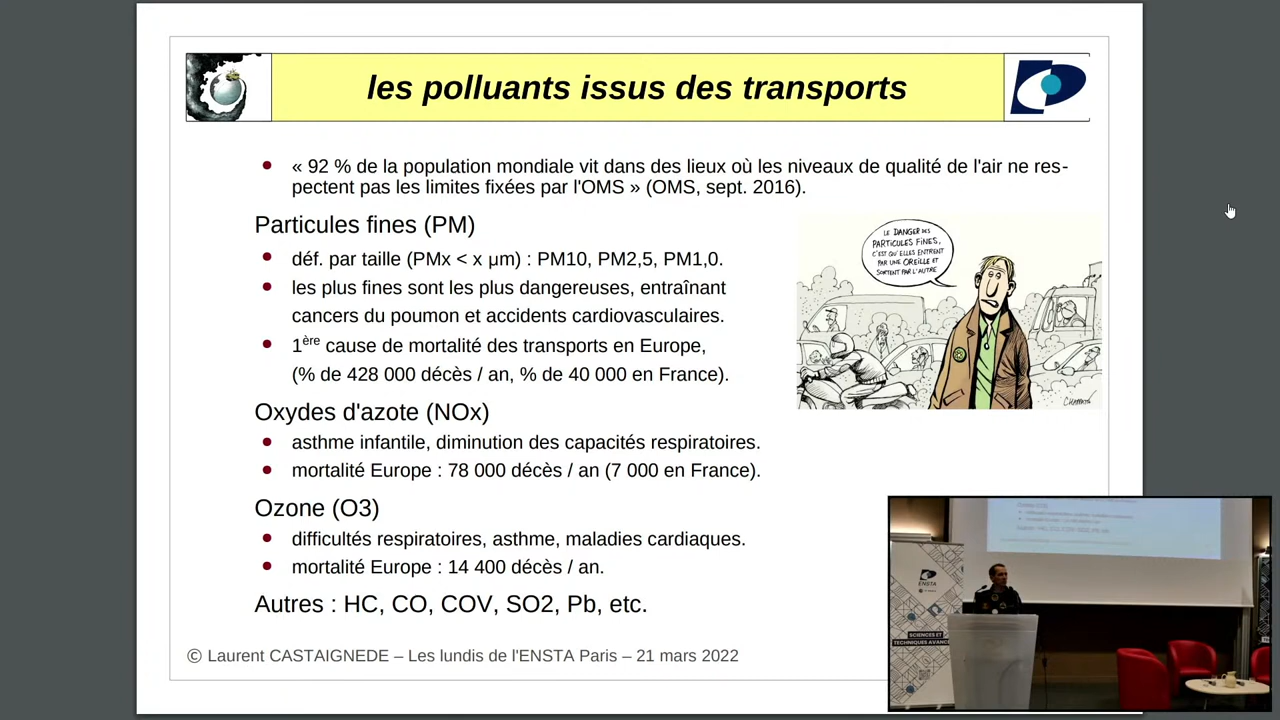 les polluants issus des transports
« 92 % de la population mondiale vit dans des lieux où les niveaux de qualité de l'air ne res-
pectent pas les limites fixées par l'OMS » (OMS, sept. 2016).
Particules fines (PM)
déf. par taille (PMx < x µm) : PM10, PM2,5, PM1,0.
les plus fines sont les plus dangereuses, entraînant
cancers du poumon et accidents cardiovasculaires.
1ère cause de mortalité des transports en Europe,
(% de 428 000 décès / an, % de 40 000 en France).
LE DANGER DES
PARTICULES FINES,
C'EST QU'ELLES ENTRENT
PAR UNE OREILLE ET
SORTENT PAR L'AUTRE
CHAPPATTE
Oxydes d'azote (NOx)
asthme infantile, diminution des capacités respiratoires.
mortalité Europe : 78 000 décès / an (7 000 en France).
Ozone (O3)
difficultés respiratoires, asthme, maladies cardiaques.
mortalité Europe : 14 400 décès / an.
Autres : HC, CO, COV, SO2, Pb, etc.
© Laurent CASTAIGNEDE – Les lundis de l'ENSTA Paris – 21 mars 2022
ENSTA
SCIENCES ET
TECHNIQUES AVANC